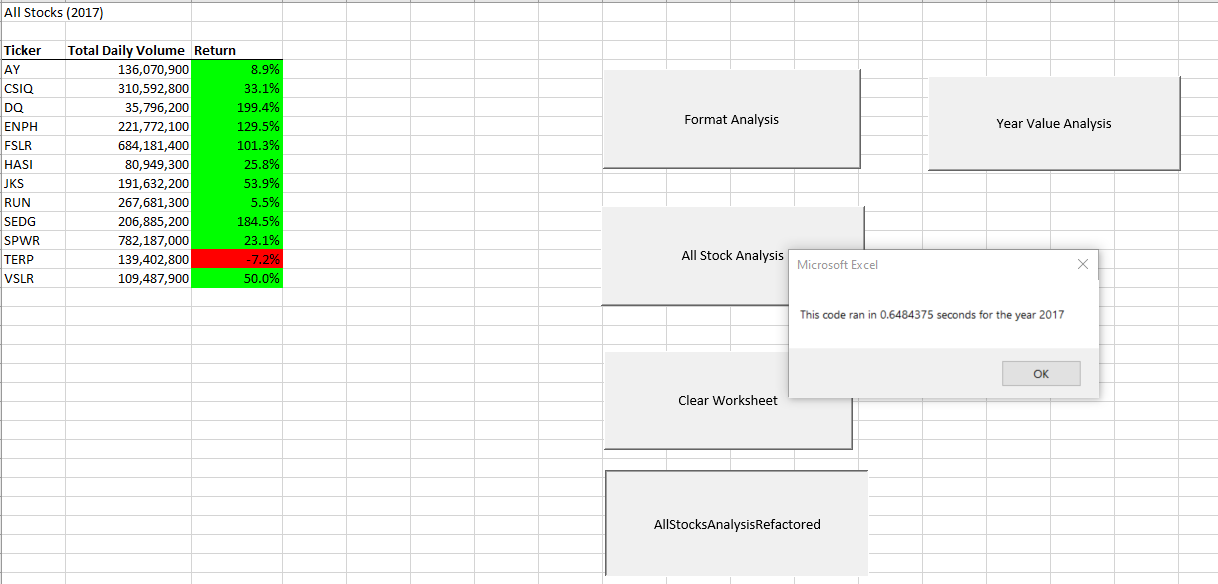 All Stocks (2017)
Ticker Total Daily Volume Return
AY 136,070,900 8.9%
CSIQ 310,592,800 33.1%
DQ 35,796,200 199.4%
ENPH 221,772,100 129.5%
FSLR 684,181,400 101.3%
HASI 80,949,300 25.8%
JKS 191,632,200 53.9%
RUN 267,681,300 5.5%
SEDG 206,885,200 184.5%
SPWR 782,187,000 23.1%
TERP 139,402,800 -7.2%
VSLR 109,487,900 50.0%
Format Analysis
Year Value Analysis
All Stock Analysis
Microsoft Excel
This code ran in 0.6484375 seconds for the year 2017
OK
Clear Worksheet
AllStocksAnalysisRefactored